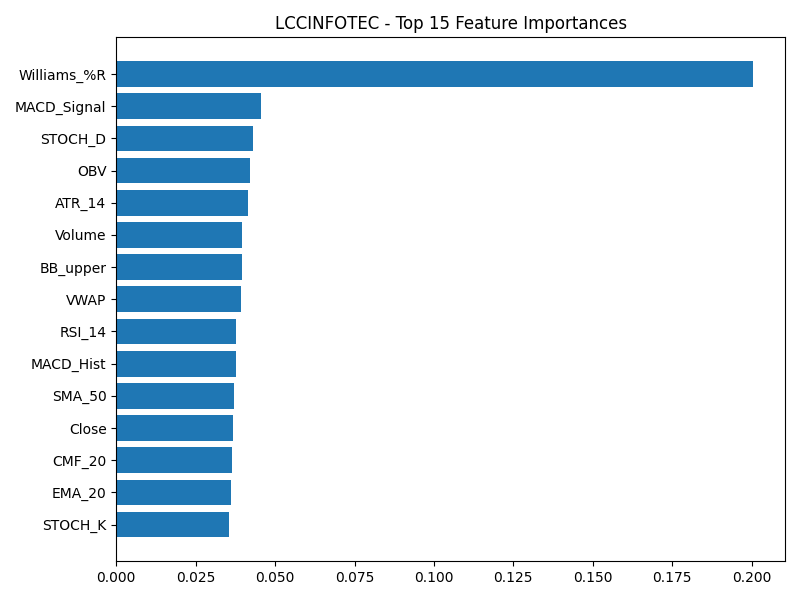 LCCINFOTEC - Top 15 Feature Importances
Williams_%R
MACD_Signal
STOCH_D
OBV
ATR_14
Volume
BB_upper
VWAP
RSI_14
MACD_Hist
SMA_50
Close
CMF_20
EMA_20
STOCH_K
0.000 0.025 0.050 0.075 0.100 0.125 0.150 0.175 0.200